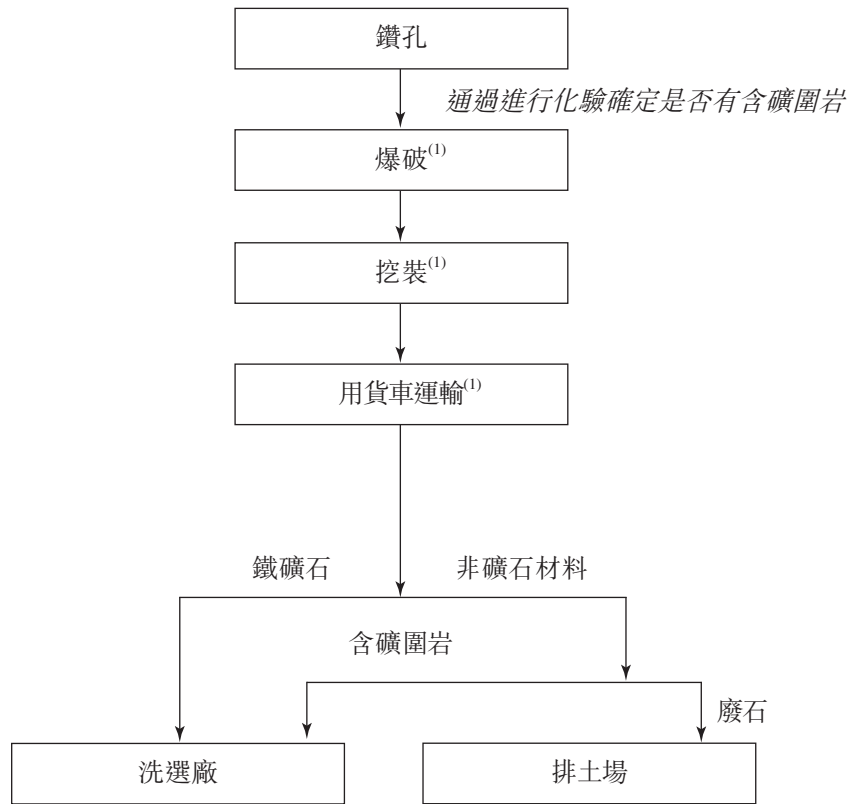 鑽孔
通過進行化驗確定是否有含礦圍岩
爆破(1)
挖裝(1)
用貨車運輸(1)
鐵礦石
非礦石材料
含礦圍岩
廢石
洗選廠
排土場